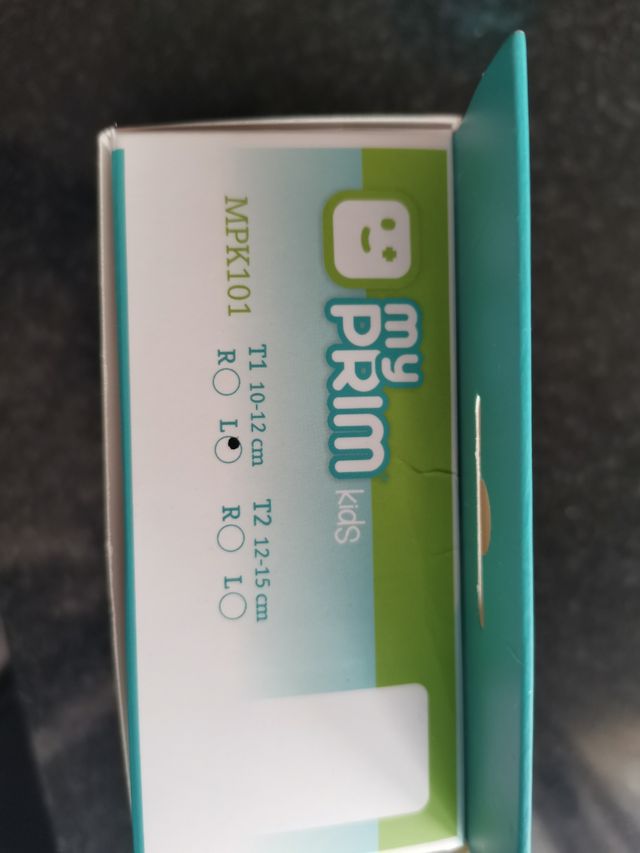 my
PRIM
kids
MPK101
T1 10-12 cm T2 12-15 cm
R L R L